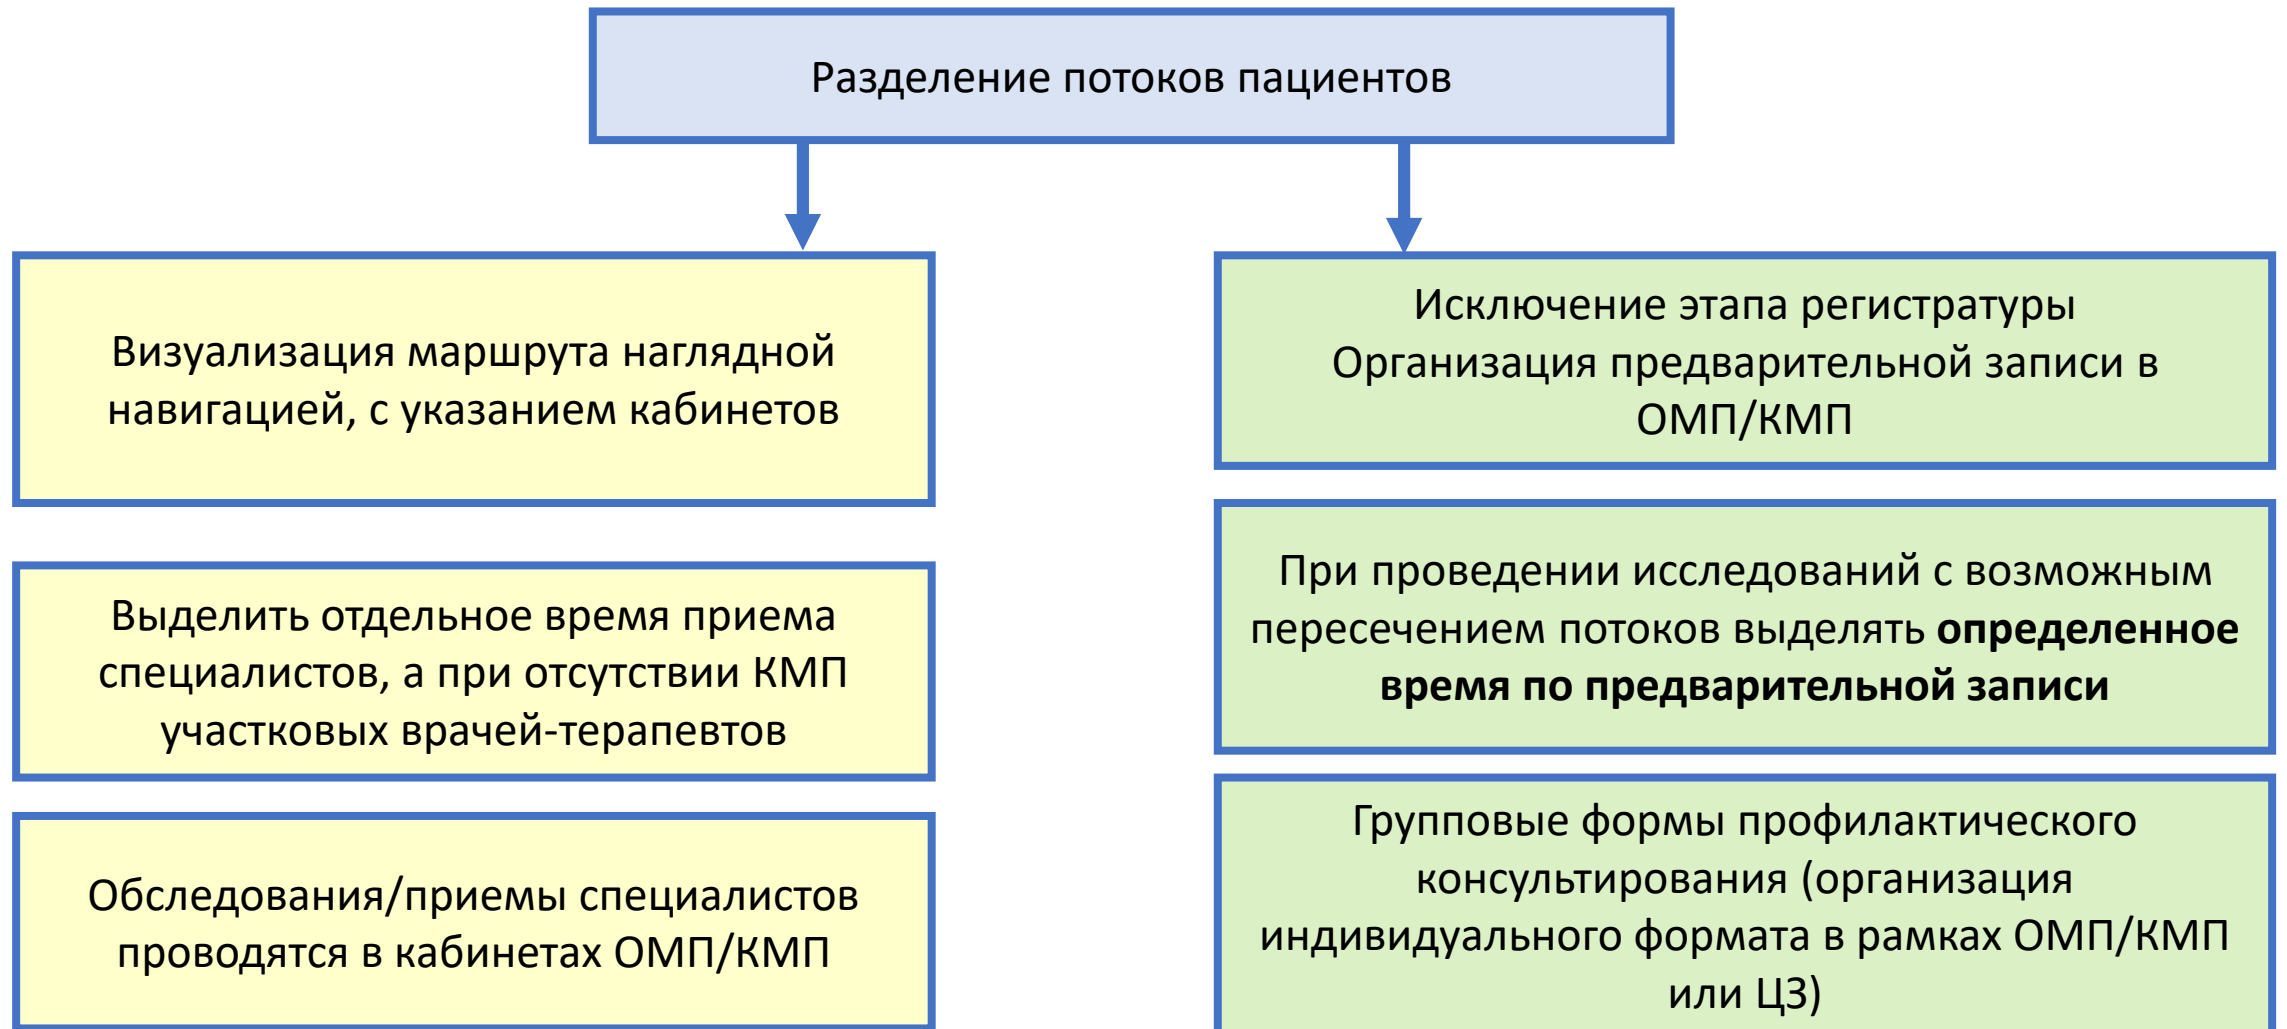 Разделение потоков пациентов
Визуализация маршрута наглядной
навигацией, с указанием кабинетов
Выделить отдельное время приема
специалистов, а при отсутствии КМП
участковых врачей-терапевтов
Обследования/приемы специалистов
проводятся в кабинетах ОМП/КМП
Исключение этапа регистратуры
Организация предварительной записи в
ОМП/КМП
При проведении исследований с возможным
пересечением потоков выделять определенное
время по предварительной записи
Групповые формы профилактического
консультирования (организация
индивидуального формата в рамках ОМП/КМП
или ЦЗ)